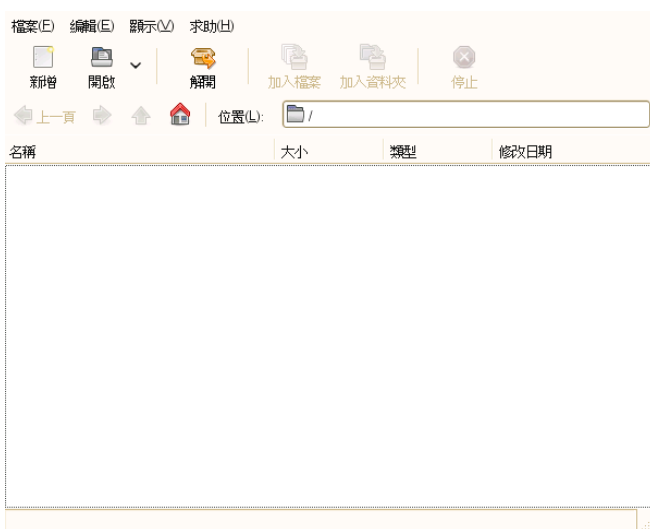 檔案(F) 編輯(E) 顯示(V) 求助(H)
新增 開啟 解開 加入檔案 加入資料夾 停止
上一頁 位置(L): /
名稱 大小 類型 修改日期